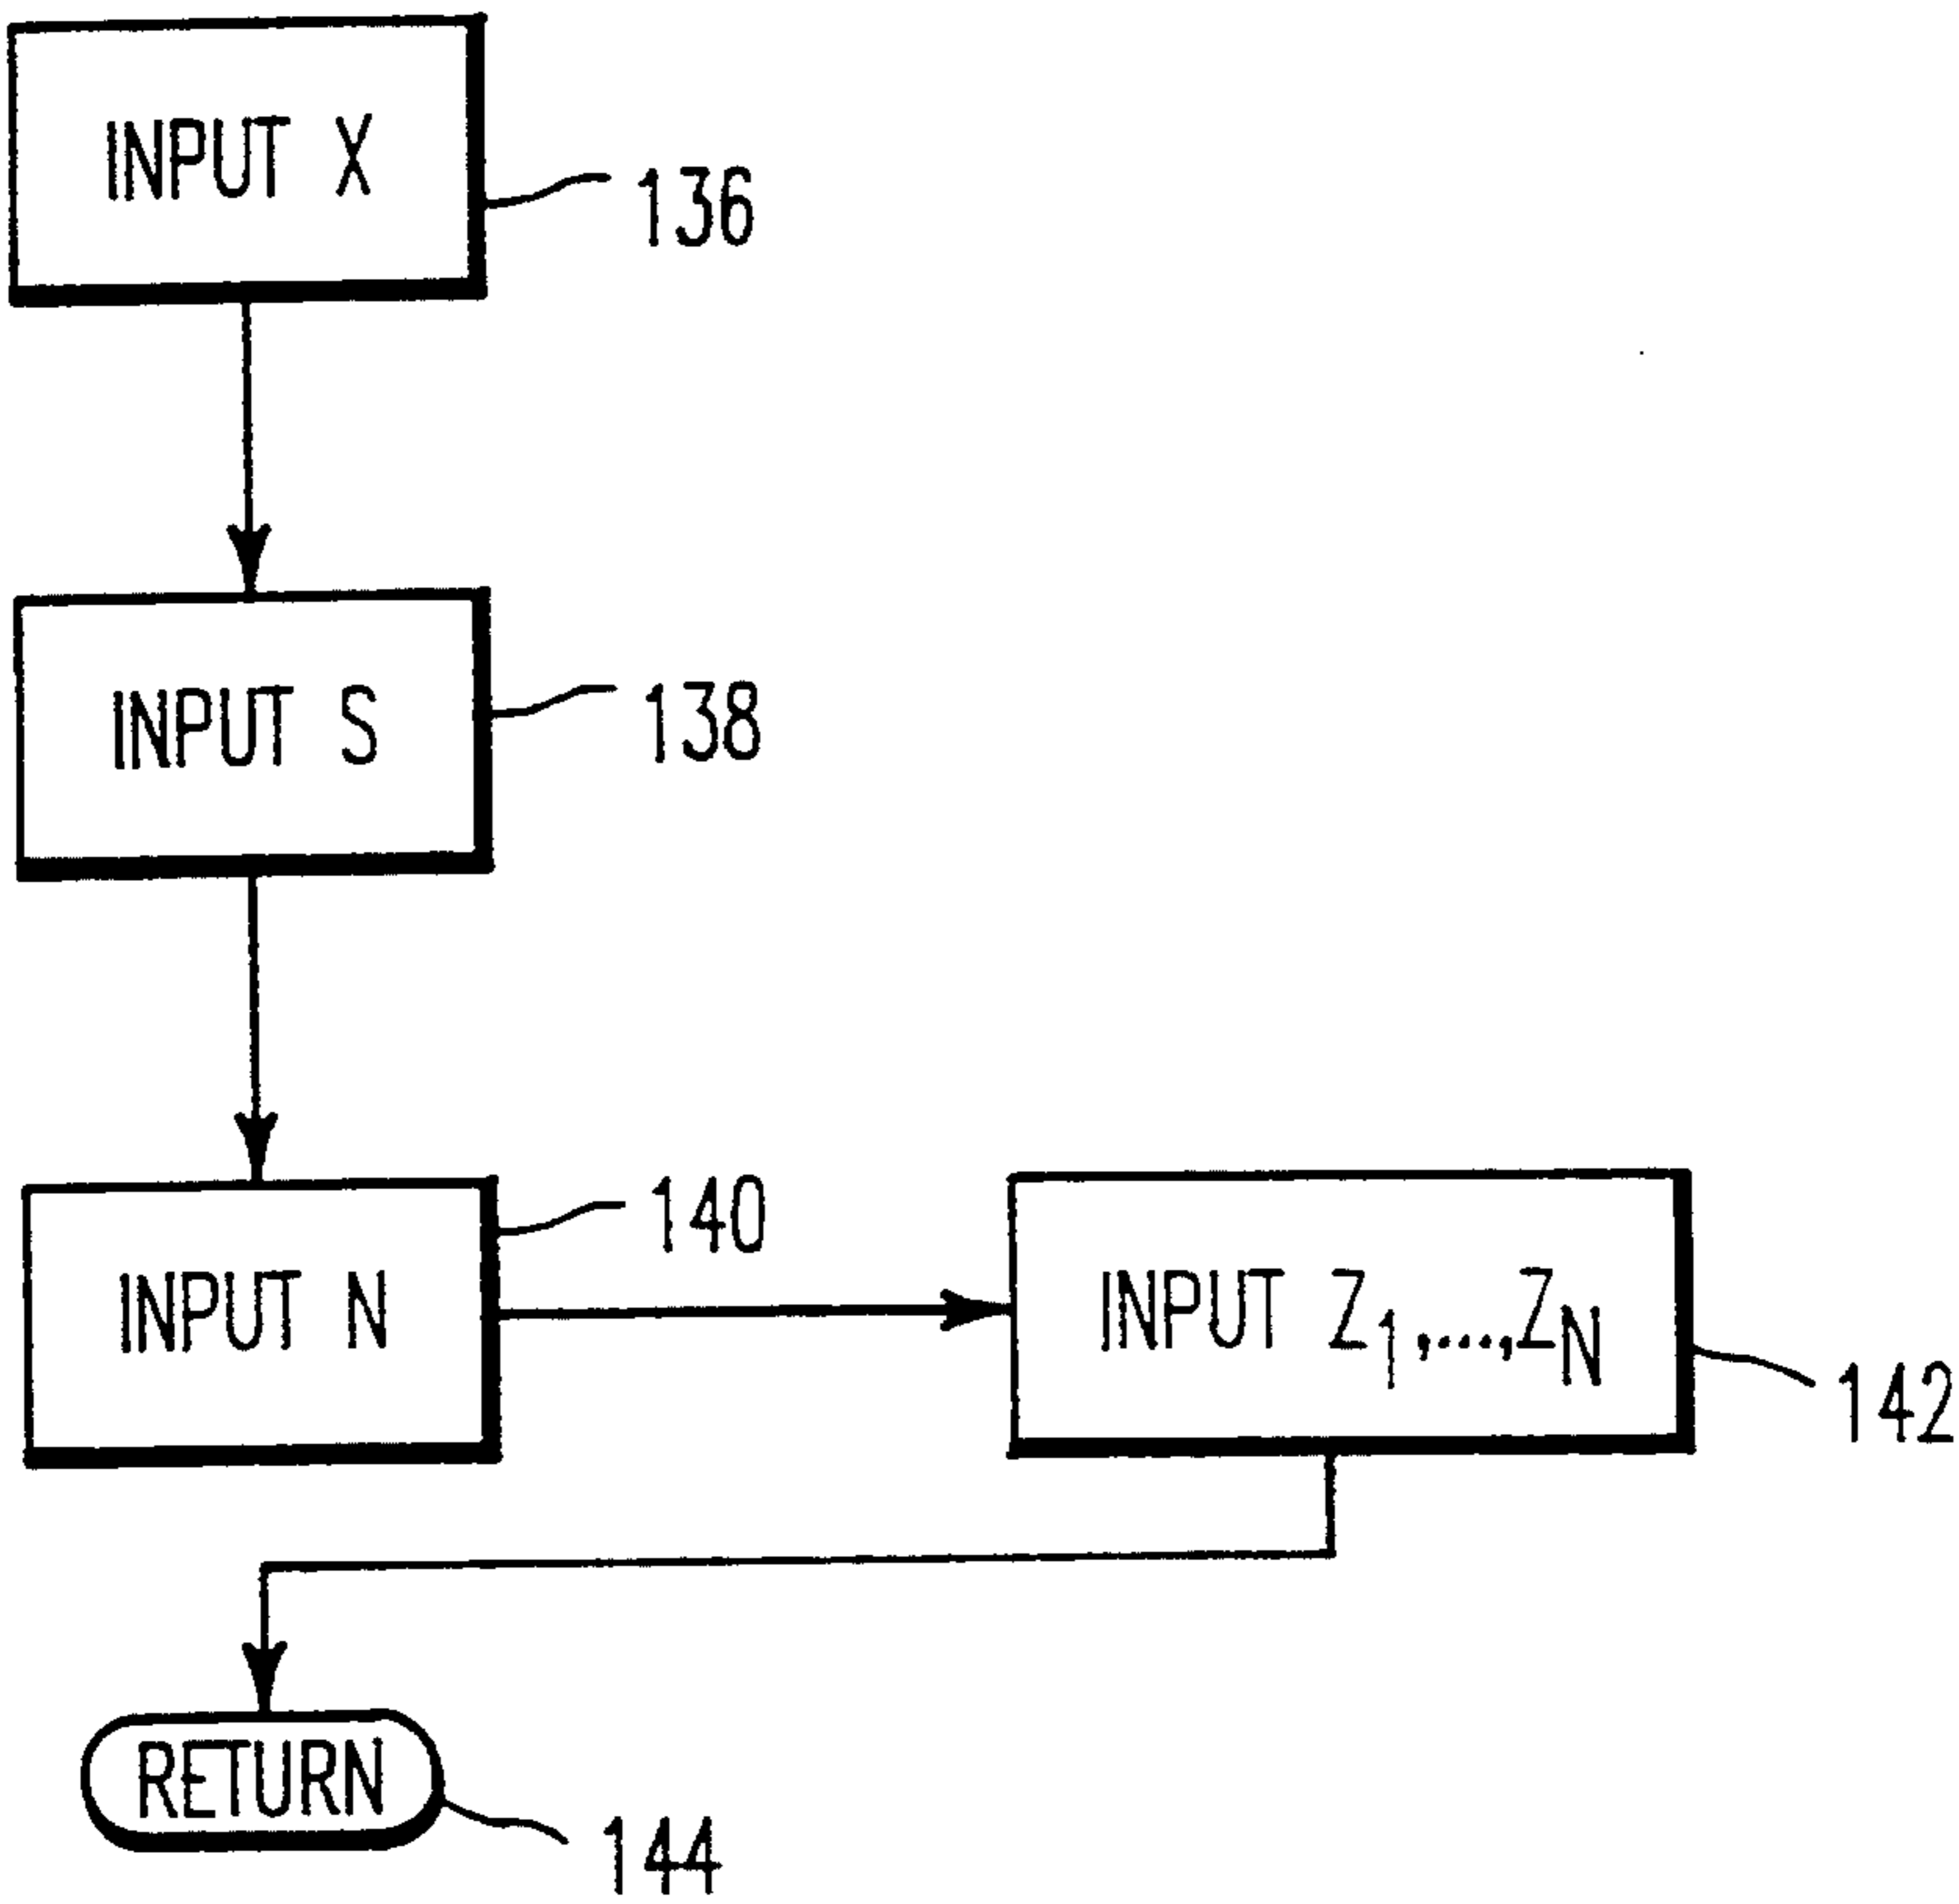 INPUT X
136
INPUT S
138
INPUT N
140
INPUT Z1,...,ZN
142
RETURN
144